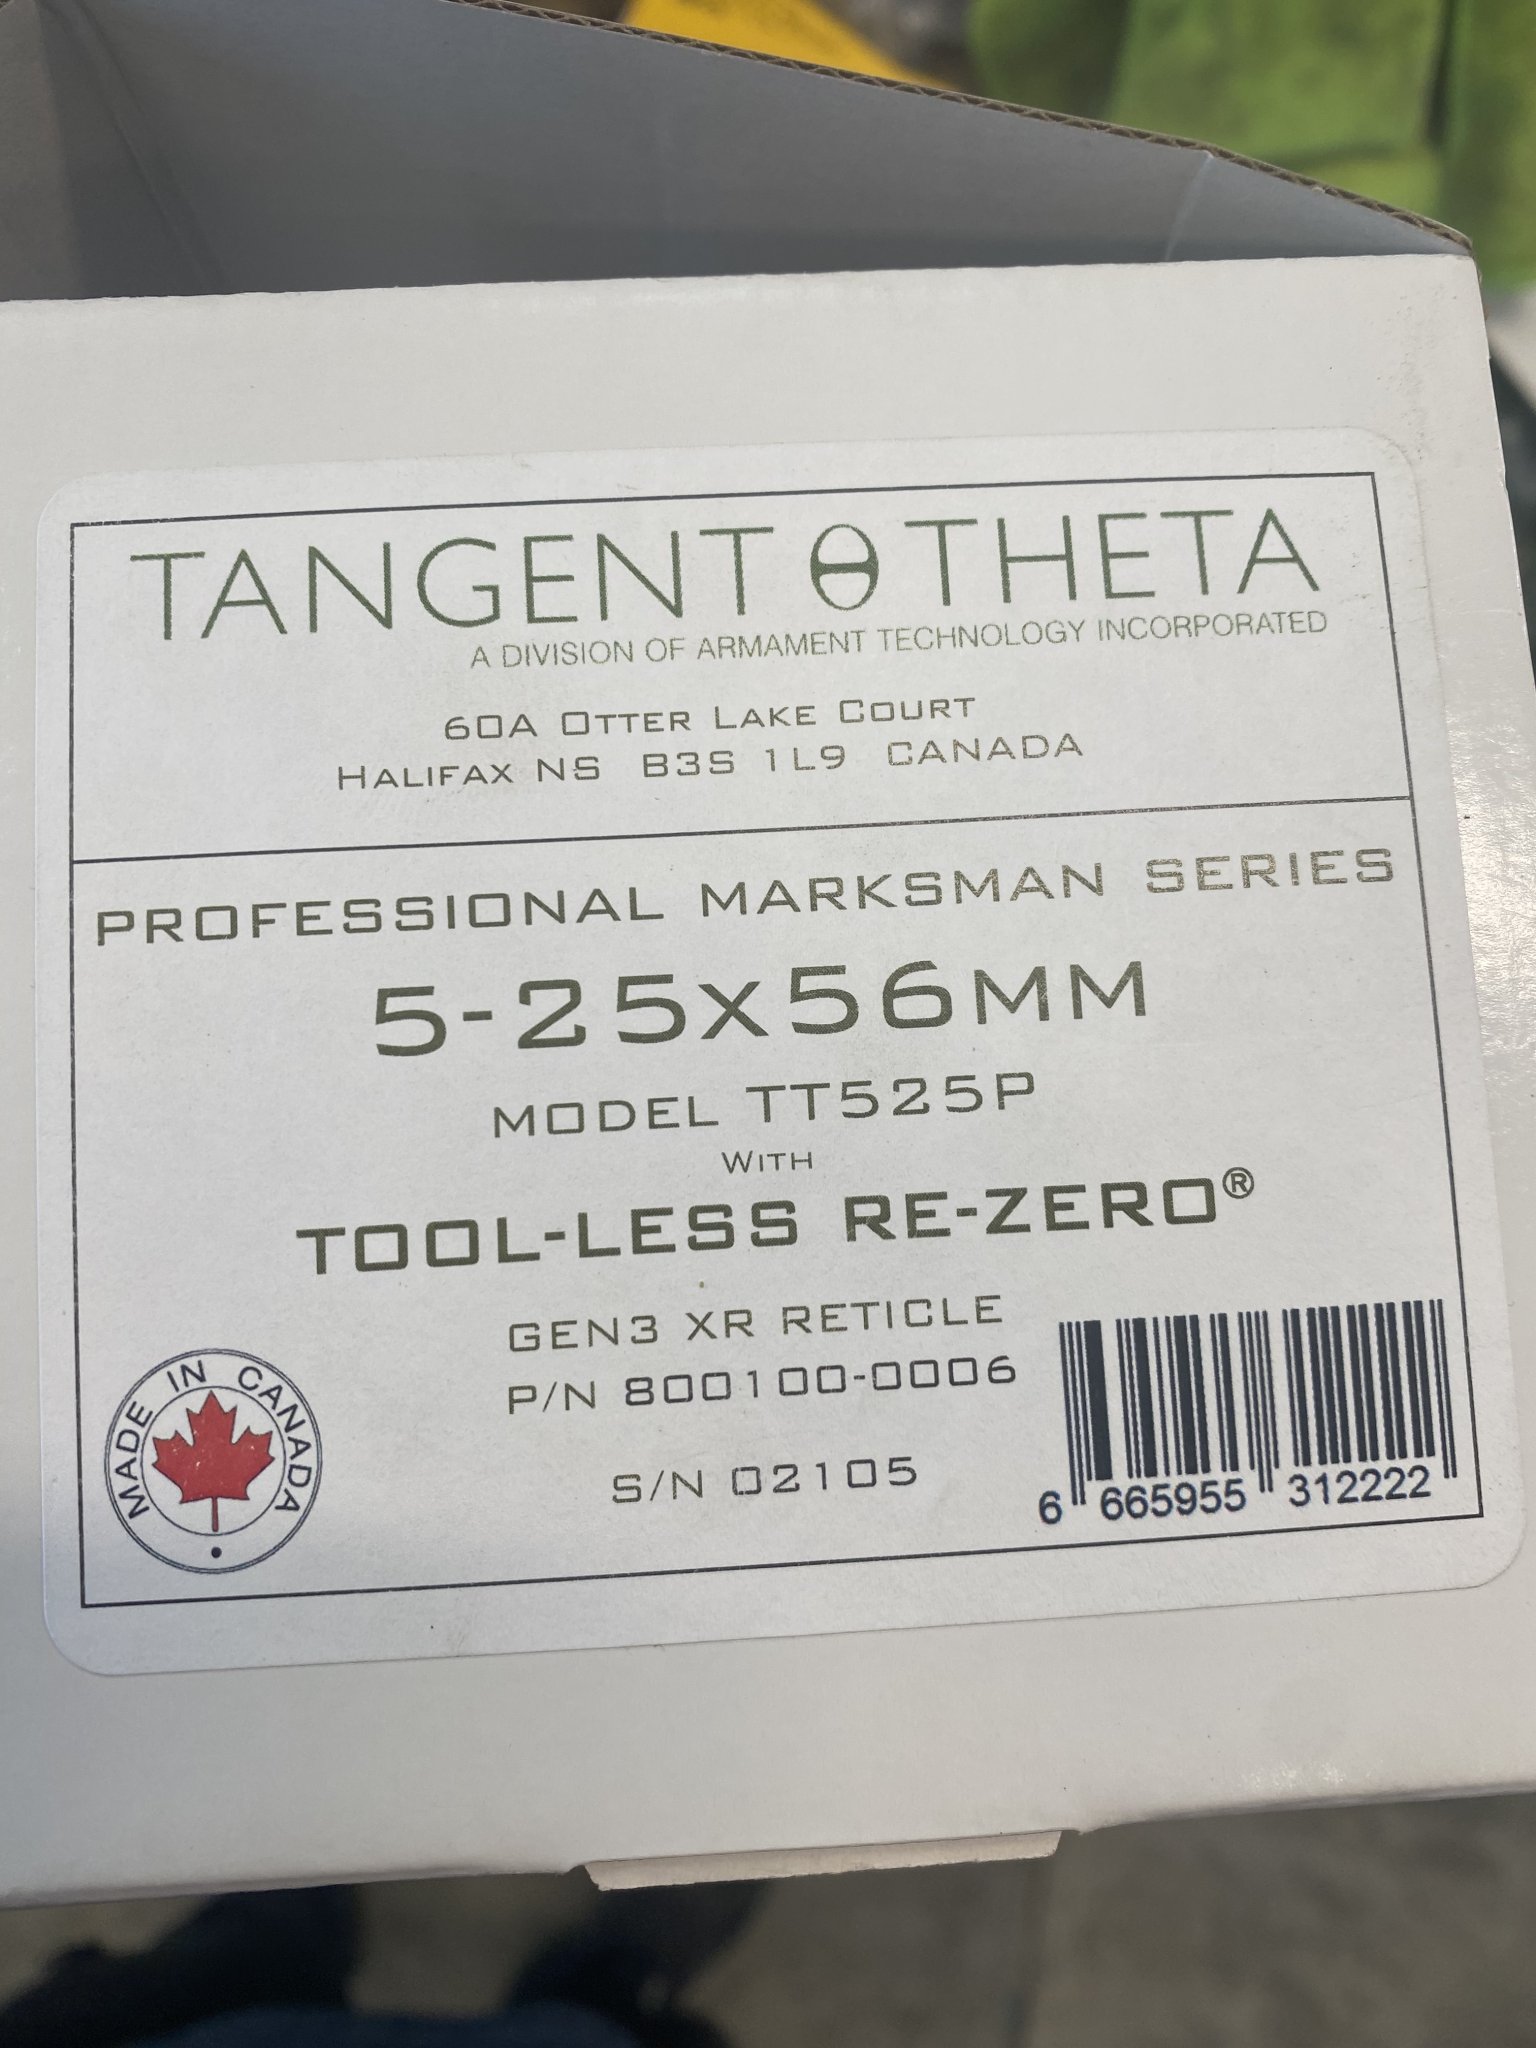 TANGENT θ THETA
A DIVISION OF ARMAMENT TECHNOLOGY INCORPORATED
60A OTTER LAKE COURT
HALIFAX NS B3S 1L9 CANADA
PROFESSIONAL MARKSMAN SERIES
5-25x56MM
MODEL TT525P
WITH
TOOL-LESS RE-ZERO®
GEN3 XR RETICLE
P/N 800100-0006
S/N 02105
MADE IN CANADA
6 665955 312222